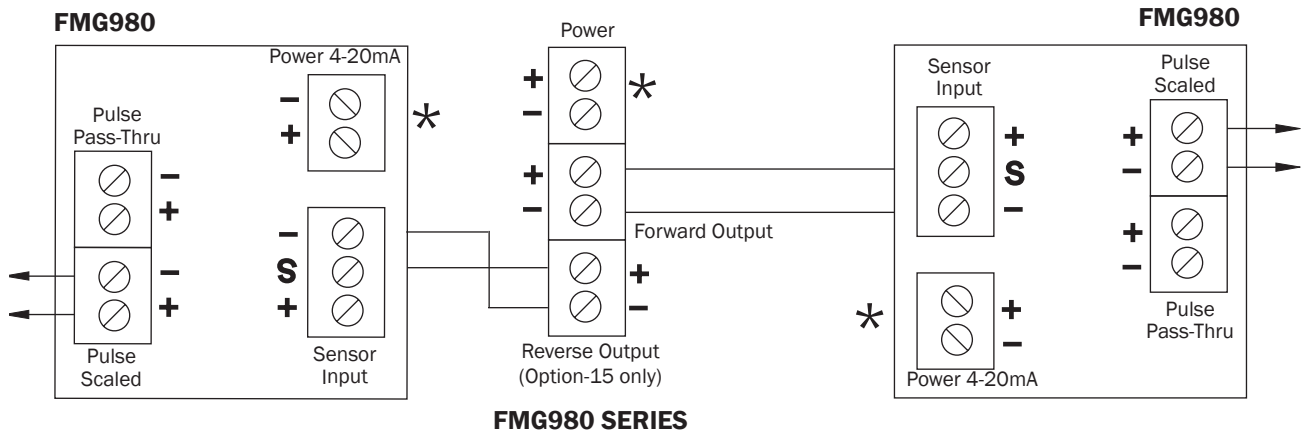 FMG980
Power 4-20mA
−
+
*
Pulse
Pass-Thru
−
+
−
+
Pulse
Scaled
−
S
+
Sensor
Input
Power
+
−
*
+
−
Forward Output
+
−
Reverse Output
(Option-15 only)
FMG980 SERIES
FMG980
Sensor
Input
+
S
−
Pulse
Scaled
+
−
+
−
Pulse
Pass-Thru
*
+
−
Power 4-20mA